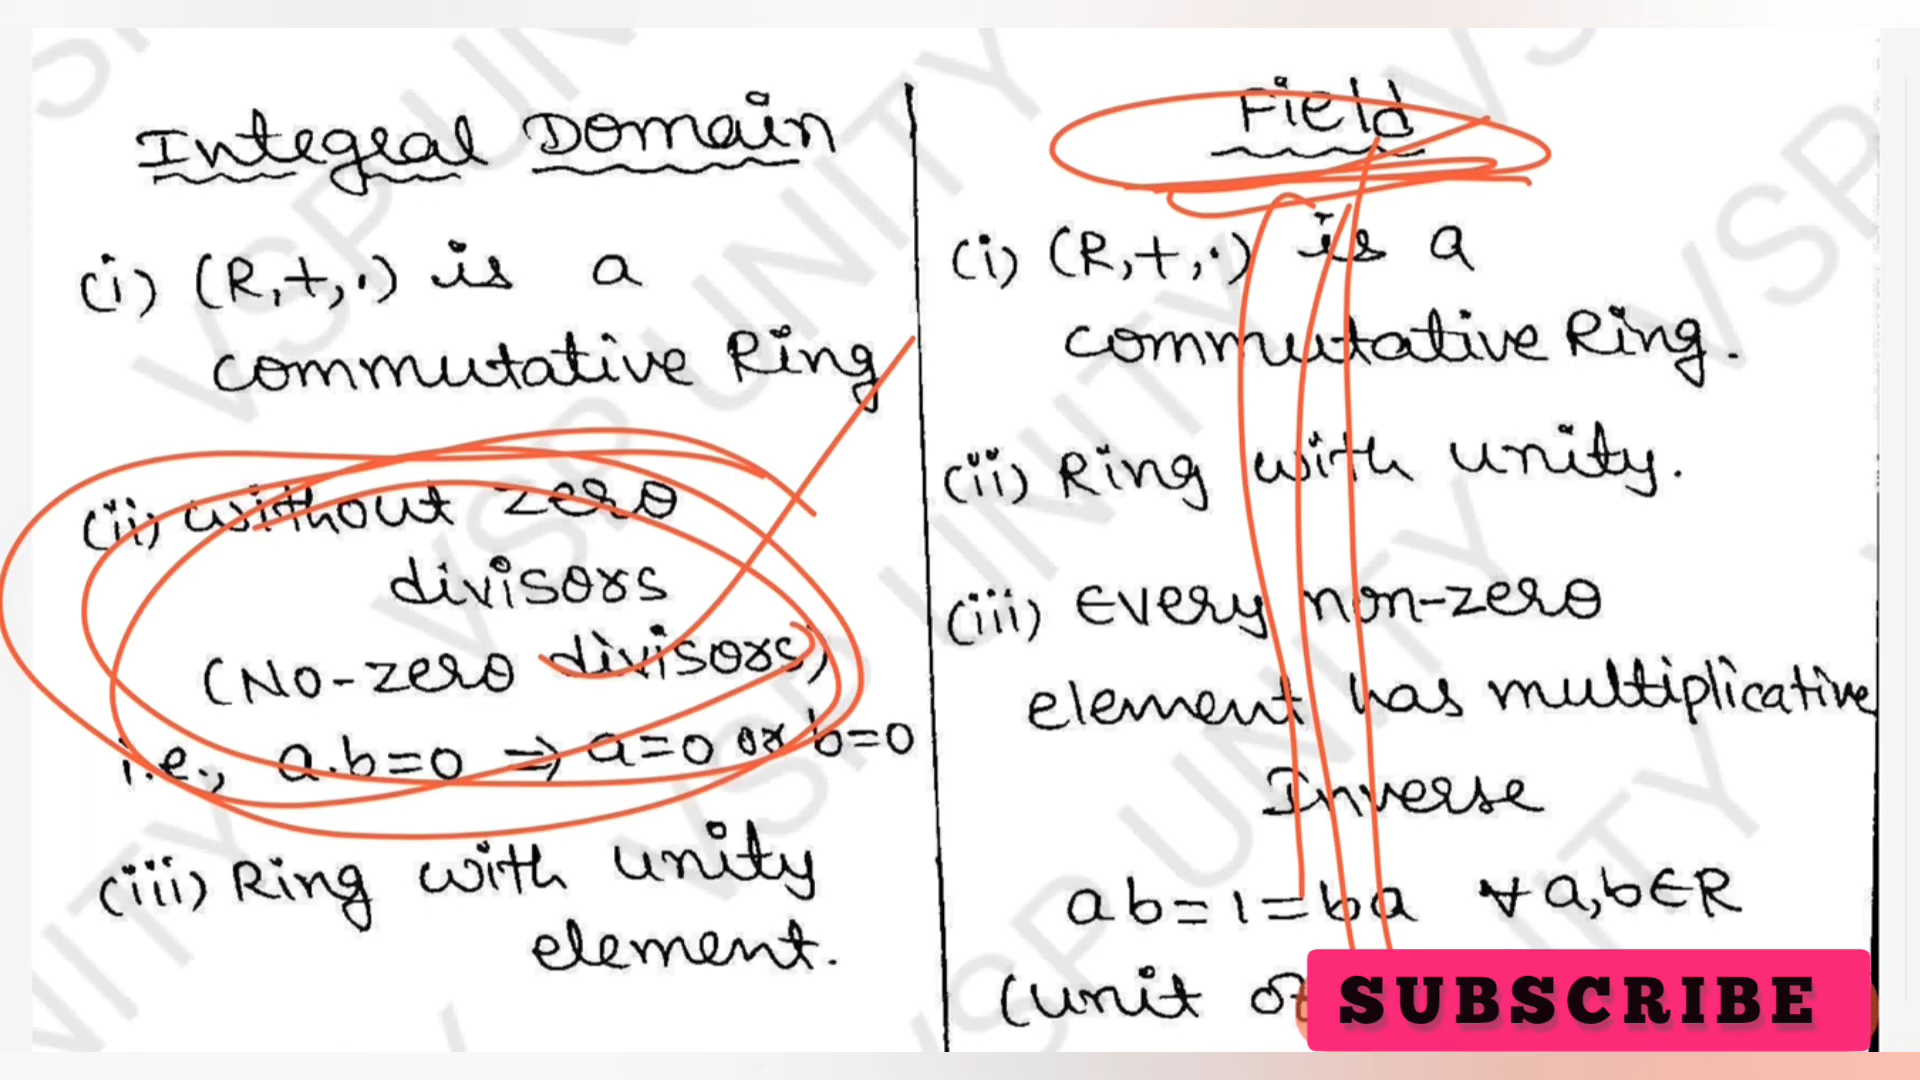 Integral Domain
(i) (R,+,·) is a
commutative Ring
(ii) without zero
divisors
(No-zero divisors)
i.e., a.b=0 ⇒ a=0 or b=0
(iii) Ring with unity
element.
Field
(i) (R,+,·) is a
commutative Ring.
(ii) Ring with unity.
(iii) Every non-zero
element has multiplicative
Inverse
ab=1=ba ∀ a,b∈R
(unit
SUBSCRIBE
VSP UNITY